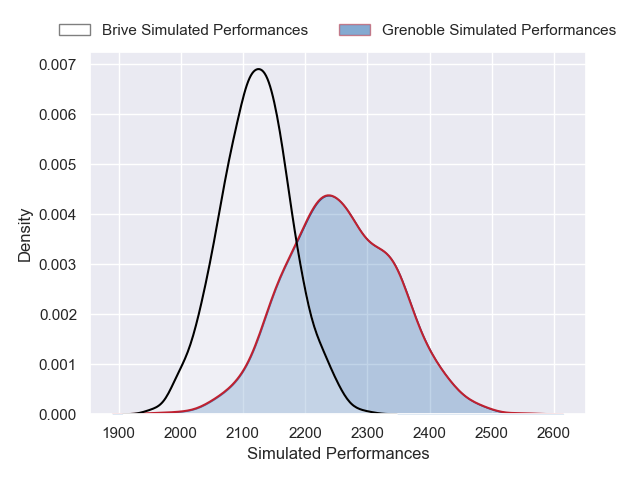 Brive Simulated Performances
Grenoble Simulated Performances
0.007
0.006
0.005
0.004
0.003
0.002
0.001
0.000
Density
1900 2000 2100 2200 2300 2400 2500 2600
Simulated Performances